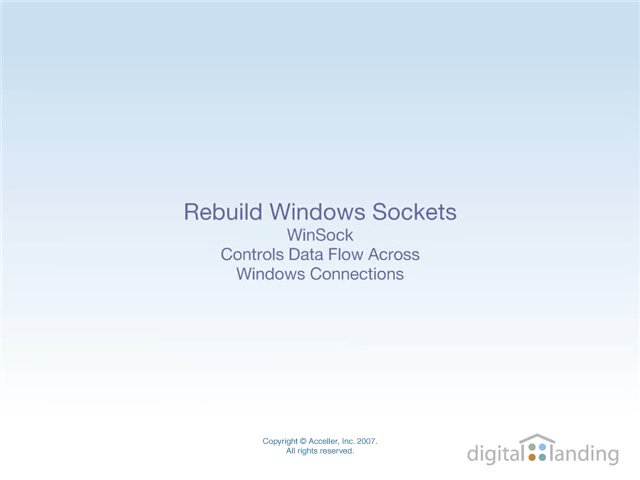 Rebuild Windows Sockets
WinSock
Controls Data Flow Across
Windows Connections
Copyright © Acceller, Inc. 2007.
All rights reserved.
digital landing